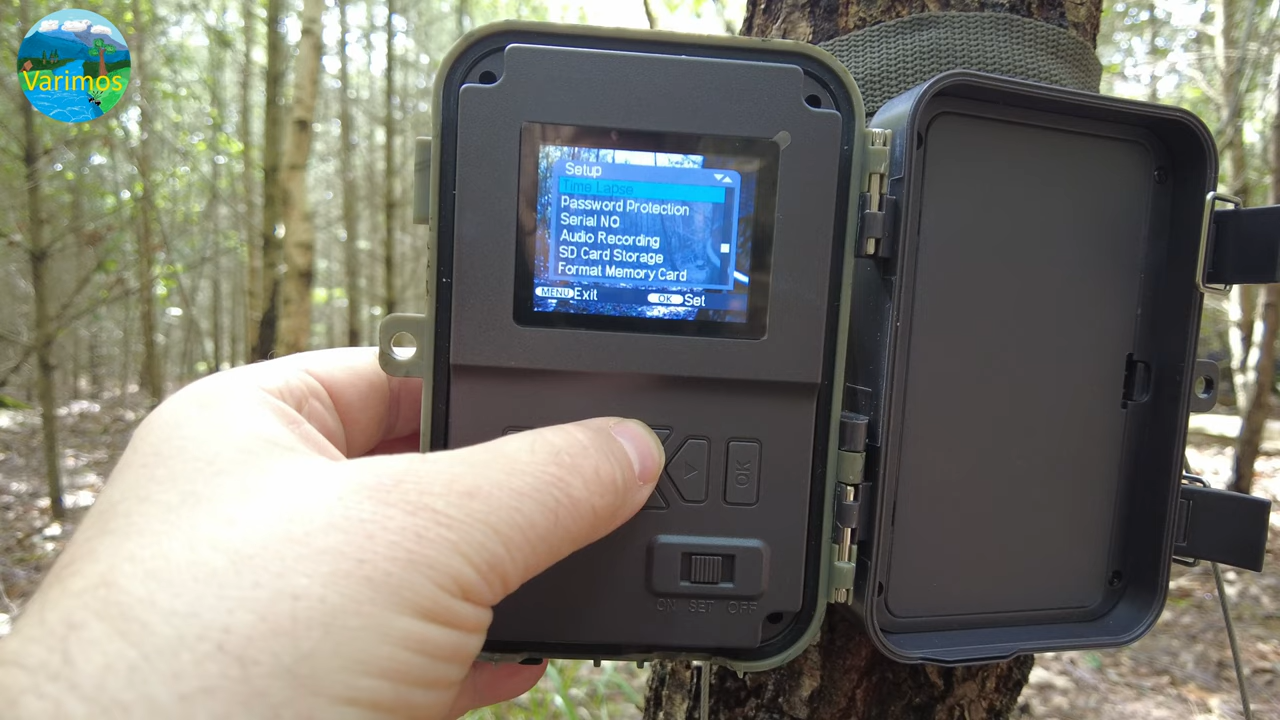 Varimos
Setup
Time Lapse
Password Protection
Serial NO
Audio Recording
SD Card Storage
Format Memory Card
MENU Exit
OK Set
OK
ON SET OFF